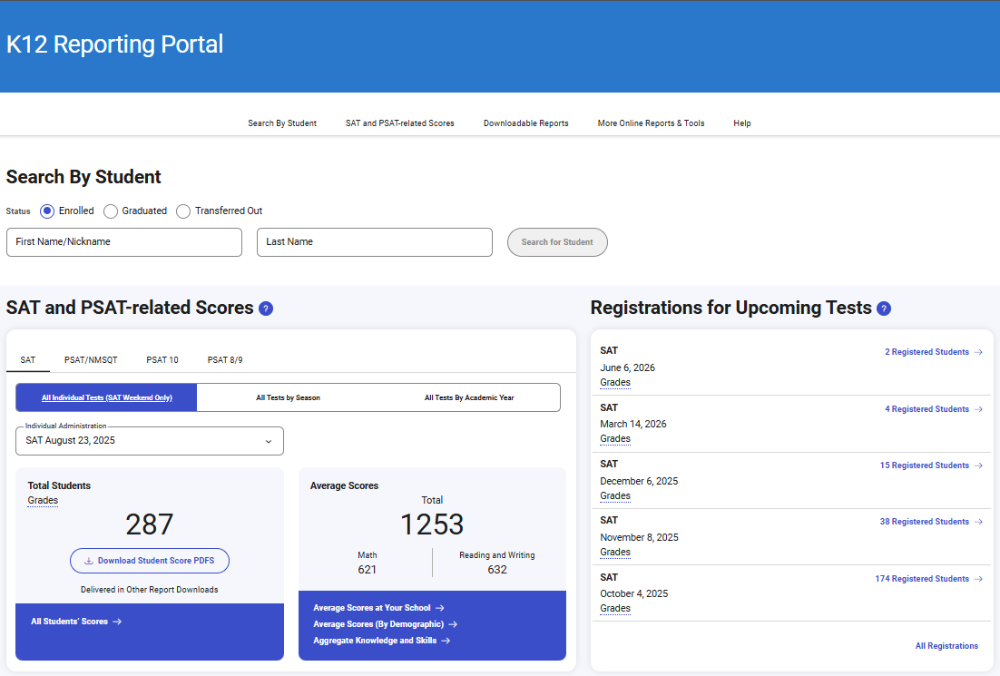 K12 Reporting Portal
Search By Student
SAT and PSAT-related Scores
Downloadable Reports
More Online Reports & Tools
Help
Search By Student
Status
Enrolled
Graduated
Transferred Out
First Name/Nickname
Last Name
Search for Student
SAT and PSAT-related Scores ?
SAT
PSAT/NMSQT
PSAT 10
PSAT 8/9
All Individual Tests (SAT Weekend Only)
All Tests by Season
All Tests By Academic Year
Individual Administration
SAT August 23, 2025
Total Students
Grades
287
Download Student Score PDFS
Delivered in Other Report Downloads
All Students' Scores →
Average Scores
Total
1253
Math
621
Reading and Writing
632
Average Scores at Your School →
Average Scores (By Demographic) →
Aggregate Knowledge and Skills →
Registrations for Upcoming Tests ?
SAT
2 Registered Students →
June 6, 2026
Grades
SAT
4 Registered Students →
March 14, 2026
Grades
SAT
15 Registered Students →
December 6, 2025
Grades
SAT
38 Registered Students →
November 8, 2025
Grades
SAT
174 Registered Students →
October 4, 2025
Grades
All Registrations